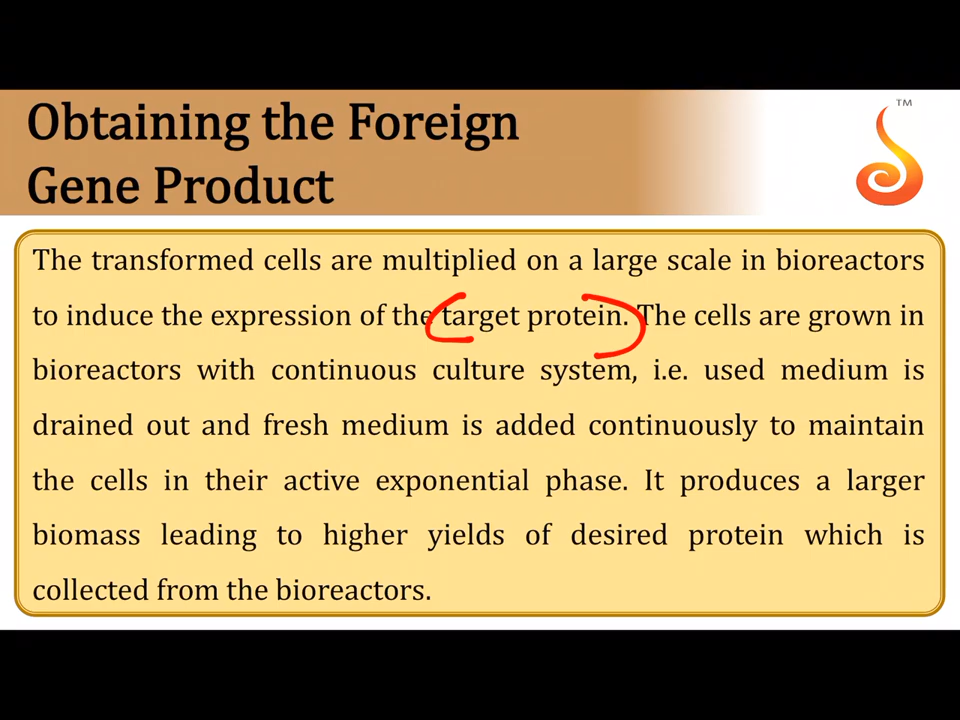 TM
Obtaining the Foreign
Gene Product
The transformed cells are multiplied on a large scale in bioreactors
to induce the expression of the target protein. The cells are grown in
bioreactors with continuous culture system, i.e. used medium is
drained out and fresh medium is added continuously to maintain
the cells in their active exponential phase. It produces a larger
biomass leading to higher yields of desired protein which is
collected from the bioreactors.